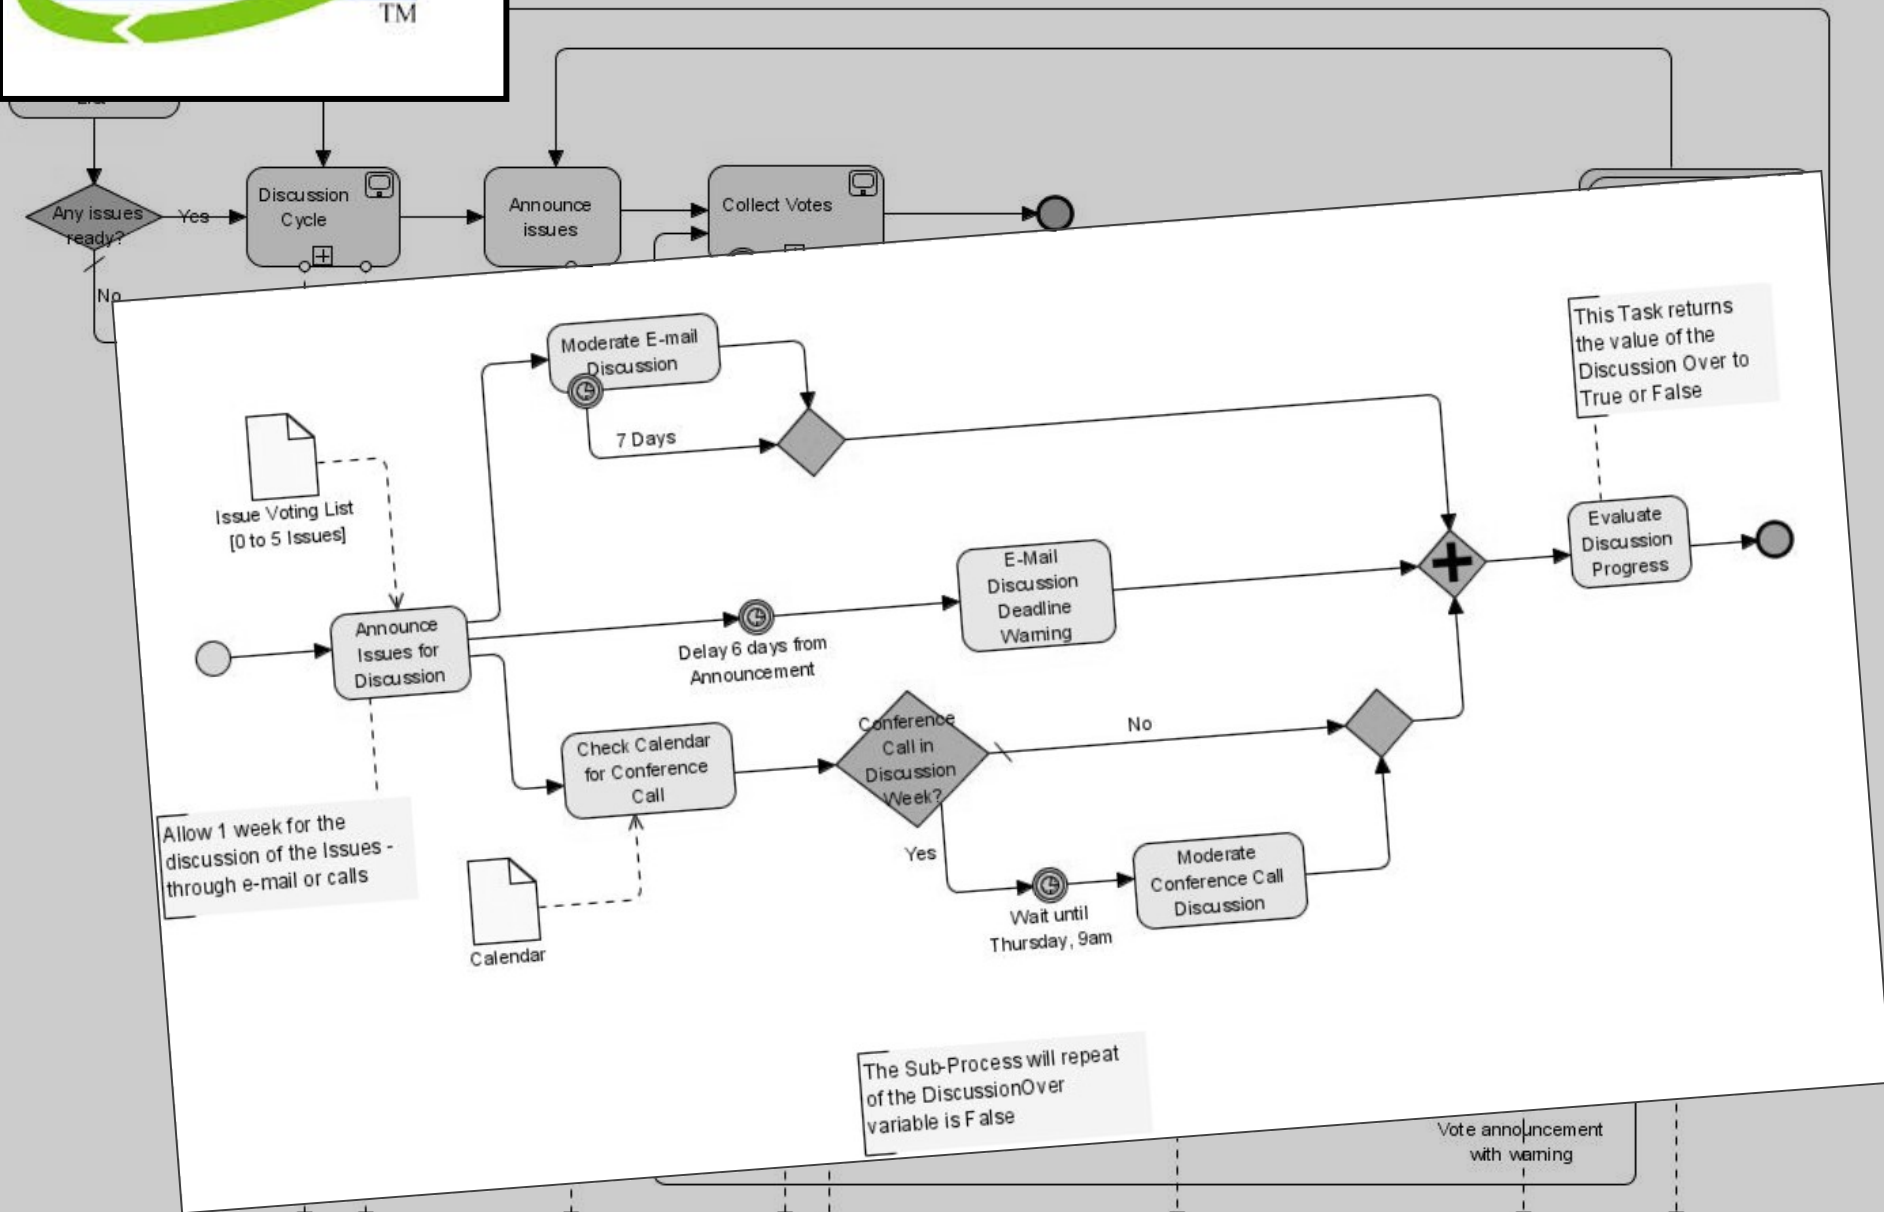 TM
Any issues
ready?
Yes
No
Discussion
Cycle
Announce
issues
Collect Votes
Moderate E-mail
Discussion
7 Days
This Task returns
the value of the
Discussion Over to
True or False
Issue Voting List
[0 to 5 Issues]
Announce
Issues for
Discussion
Delay 6 days from
Announcement
E-Mail
Discussion
Deadline
Warning
Evaluate
Discussion
Progress
Check Calendar
for Conference
Call
Conference
Call in
Discussion
Week?
No
Yes
Allow 1 week for the
discussion of the Issues -
through e-mail or calls
Calendar
Wait until
Thursday, 9am
Moderate
Conference Call
Discussion
The Sub-Process will repeat
of the DiscussionOver
variable is False
Vote announcement
with warning